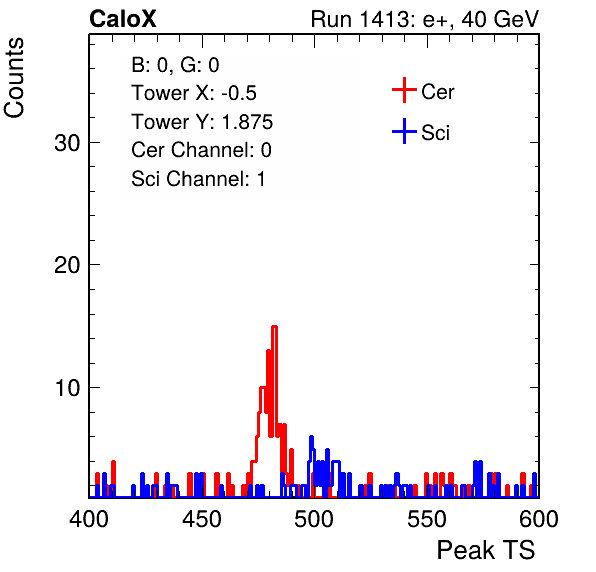 CaloX
Run 1413: e+, 40 GeV
Counts
B: 0, G: 0
Tower X: -0.5
Tower Y: 1.875
Cer Channel: 0
Sci Channel: 1
Cer
Sci
30
20
10
400
450
500
550
600
Peak TS